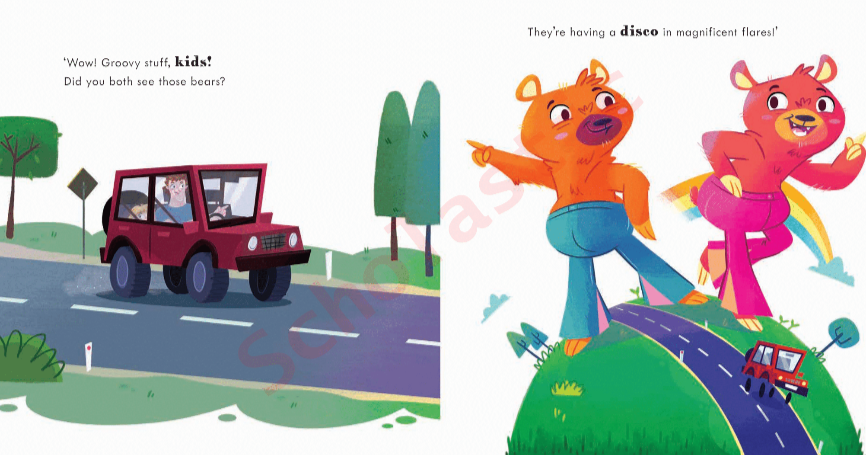 ‘Wow! Groovy stuff, kids!
Did you both see those bears?
They’re having a disco in magnificent flares!’
Scholastic